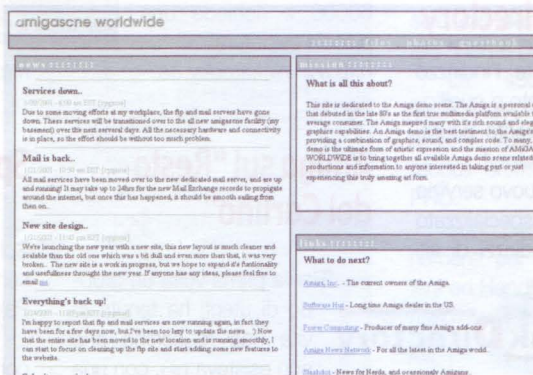 amigascne worldwide
files photos guestbook
news :::::::::
Services down..
Due to some moving efforts at my workplace, the ftp and mail servers have gone
down. These services will be transitioned over to the all new amigascne facility (my
basement) over the next several days. All the necessary hardware and connectivity
is in place, so the effort should be without too much problem.
Mail is back..
All mail services have been moved over to the new dedicated mail server, and are up
and running! It may take up to 24hrs for the new Mail Exchange records to propigate
around the internet, but once this has happened, it should be smooth sailing from
then on..
New site design..
We're launching the new year with a new site, this new layout is much cleaner and
scalable than the old one which was a bit dull and even more than that, it was very
broken... The new site is a work in progress, but we hope to expand it's funtionality
and usefullness throught the new year. If anyone has any ideas, please feel free to
email me.
Everything's back up!
I'm happy to report that ftp and mail services are now running again, in fact they
have been for a few days now, but I've been too lazy to update the news.. :) Now
that the entire site has been moved to the new location and is running smoothly, I
can start to focus on cleaning up the ftp site and start adding some new features to
the website.
mission :::::::::
What is all this about?
This site is dedicated to the Amiga demo scene. The Amiga is a personal
that debuted in the late 80's as the first true multimedia platform available
average consumer. The Amiga inspired many with it's rich sound and
graphics capabilities. An Amiga demo is the best testiment to the Amiga's
providing a combination of graphics, sound, and complex code. To many,
demo is the ultimate form of artistic expression and the mission of AMIGA
WORLDWIDE is to bring together all available Amiga demo scene related
productions and information to anyone interested in taking part or just
experiencing this truly amazing art form.
links :::::::::
What to do next?
Amiga, Inc. - The current owners of the Amiga.
Software Hut - Long time Amiga dealer in the US.
Power Computing - Producer of many fine Amiga add-ons.
Amiga News Network - For all the latest in the Amiga world.
Slashdot - News for Nerds, and ocasionaly Amigans.